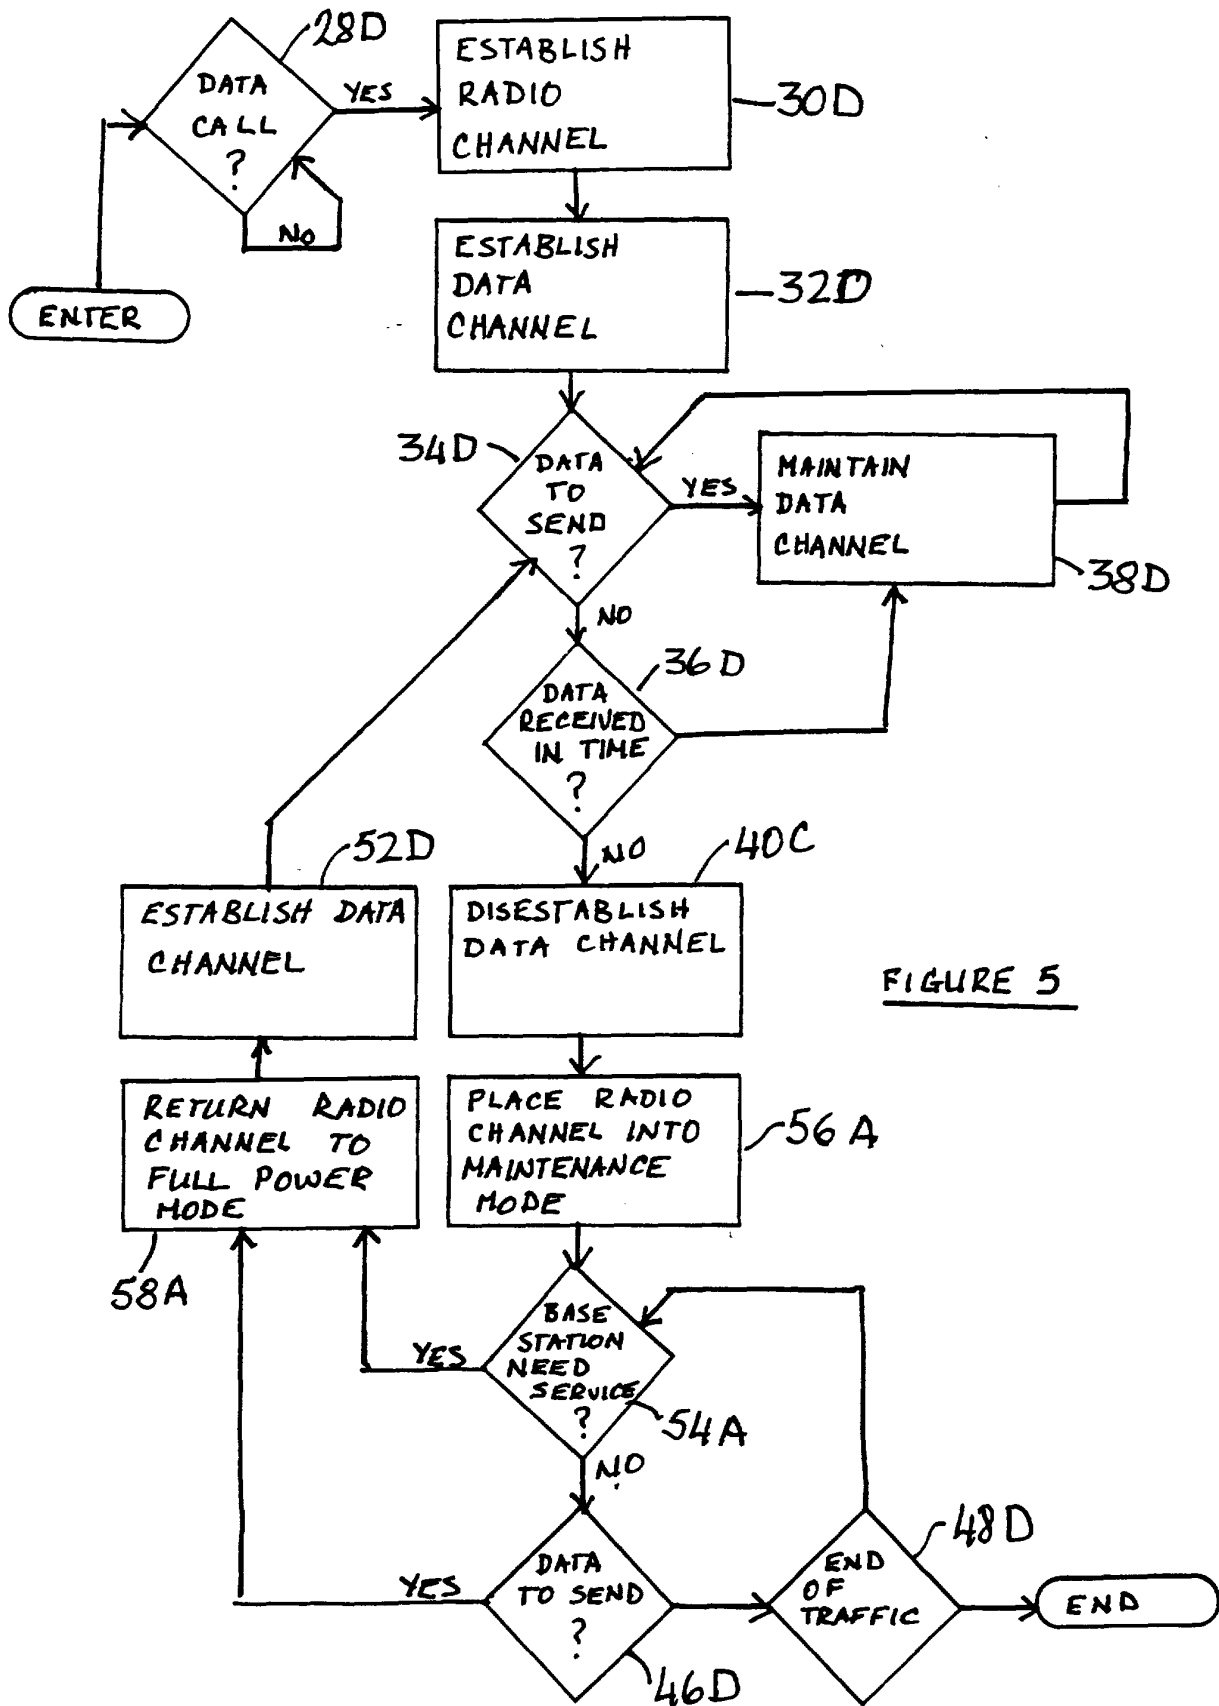 28D
DATA
CALL
?
YES
NO
ENTER
ESTABLISH
RADIO
CHANNEL
30D
ESTABLISH
DATA
CHANNEL
32D
34D
DATA
TO
SEND
?
YES
NO
MAINTAIN
DATA
CHANNEL
38D
36D
DATA
RECEIVED
IN TIME
?
NO
52D
ESTABLISH DATA
CHANNEL
40C
DISESTABLISH
DATA CHANNEL
FIGURE 5
RETURN RADIO
CHANNEL TO
FULL POWER
MODE
58A
PLACE RADIO
CHANNEL INTO
MAINTENANCE
MODE
56A
BASE
STATION
NEED
SERVICE
?
54A
YES
NO
DATA
TO SEND
?
46D
YES
END
OF
TRAFFIC
48D
END